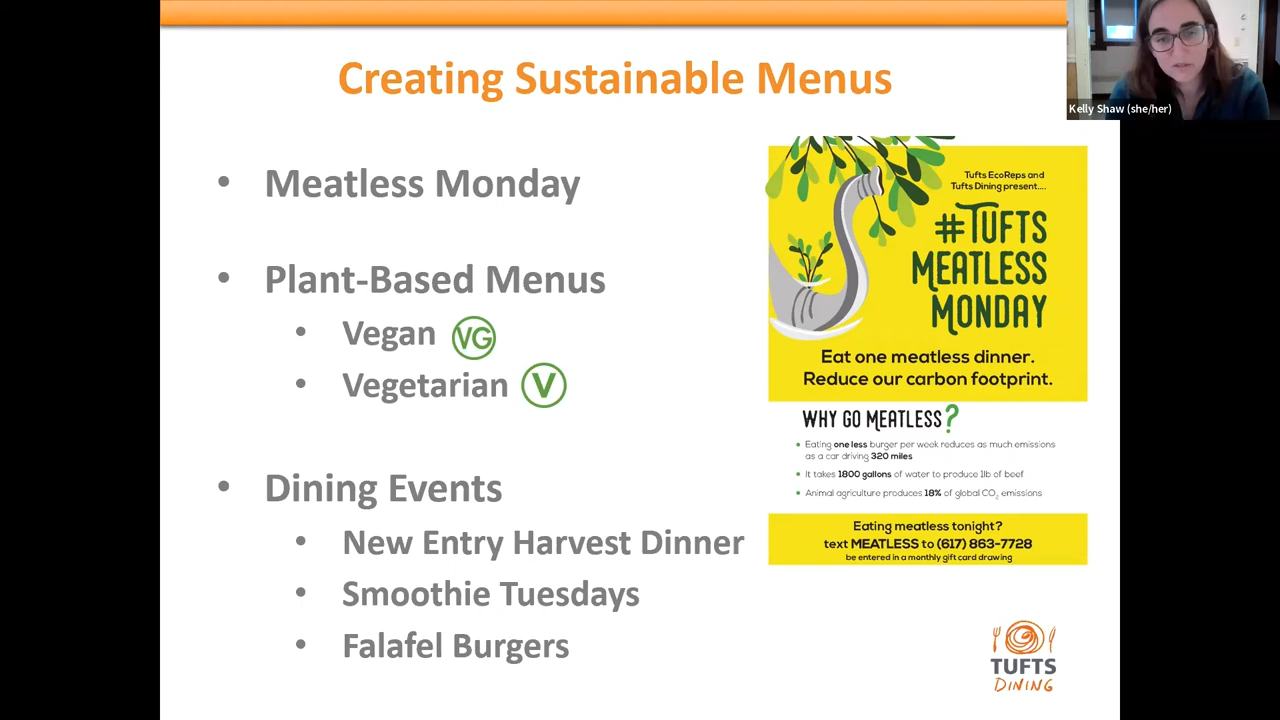 Creating Sustainable Menus
Kelly Shaw (she/her)
• Meatless Monday
• Plant-Based Menus
• Vegan VG
• Vegetarian V
• Dining Events
• New Entry Harvest Dinner
• Smoothie Tuesdays
• Falafel Burgers
Tufts EcoReps and
Tufts Dining present....
#TUFTS
MEATLESS
MONDAY
Eat one meatless dinner.
Reduce our carbon footprint.
WHY GO MEATLESS?
• Eating one less burger per week reduces as much emissions
as a car driving 320 miles
• It takes 1800 gallons of water to produce 1lb of beef
• Animal agriculture produces 18% of global CO₂ emissions
Eating meatless tonight?
text MEATLESS to (617) 863-7728
be entered in a monthly gift card drawing
TUFTS
DINING